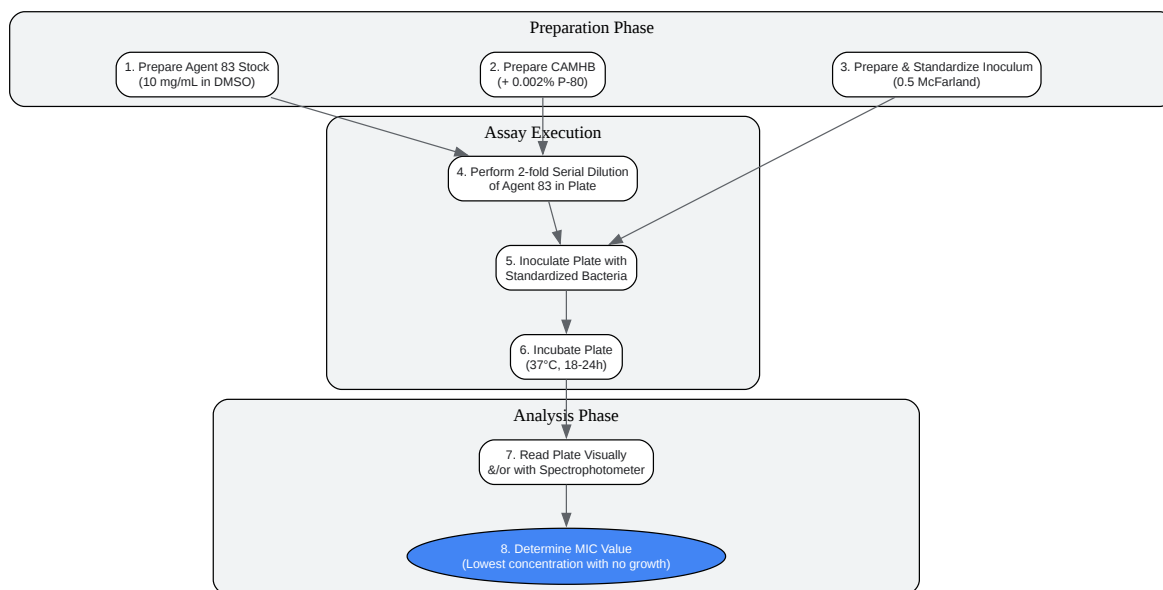 Preparation Phase
1. Prepare Agent 83 Stock
(10 mg/mL in DMSO)
2. Prepare CAMHB
(+ 0.002% P-80)
3. Prepare & Standardize Inoculum
(0.5 McFarland)
Assay Execution
4. Perform 2-fold Serial Dilution
of Agent 83 in Plate
5. Inoculate Plate with
Standardized Bacteria
6. Incubate Plate
(37°C, 18-24h)
Analysis Phase
7. Read Plate Visually
&/or with Spectrophotometer
8. Determine MIC Value
(Lowest concentration with no growth)